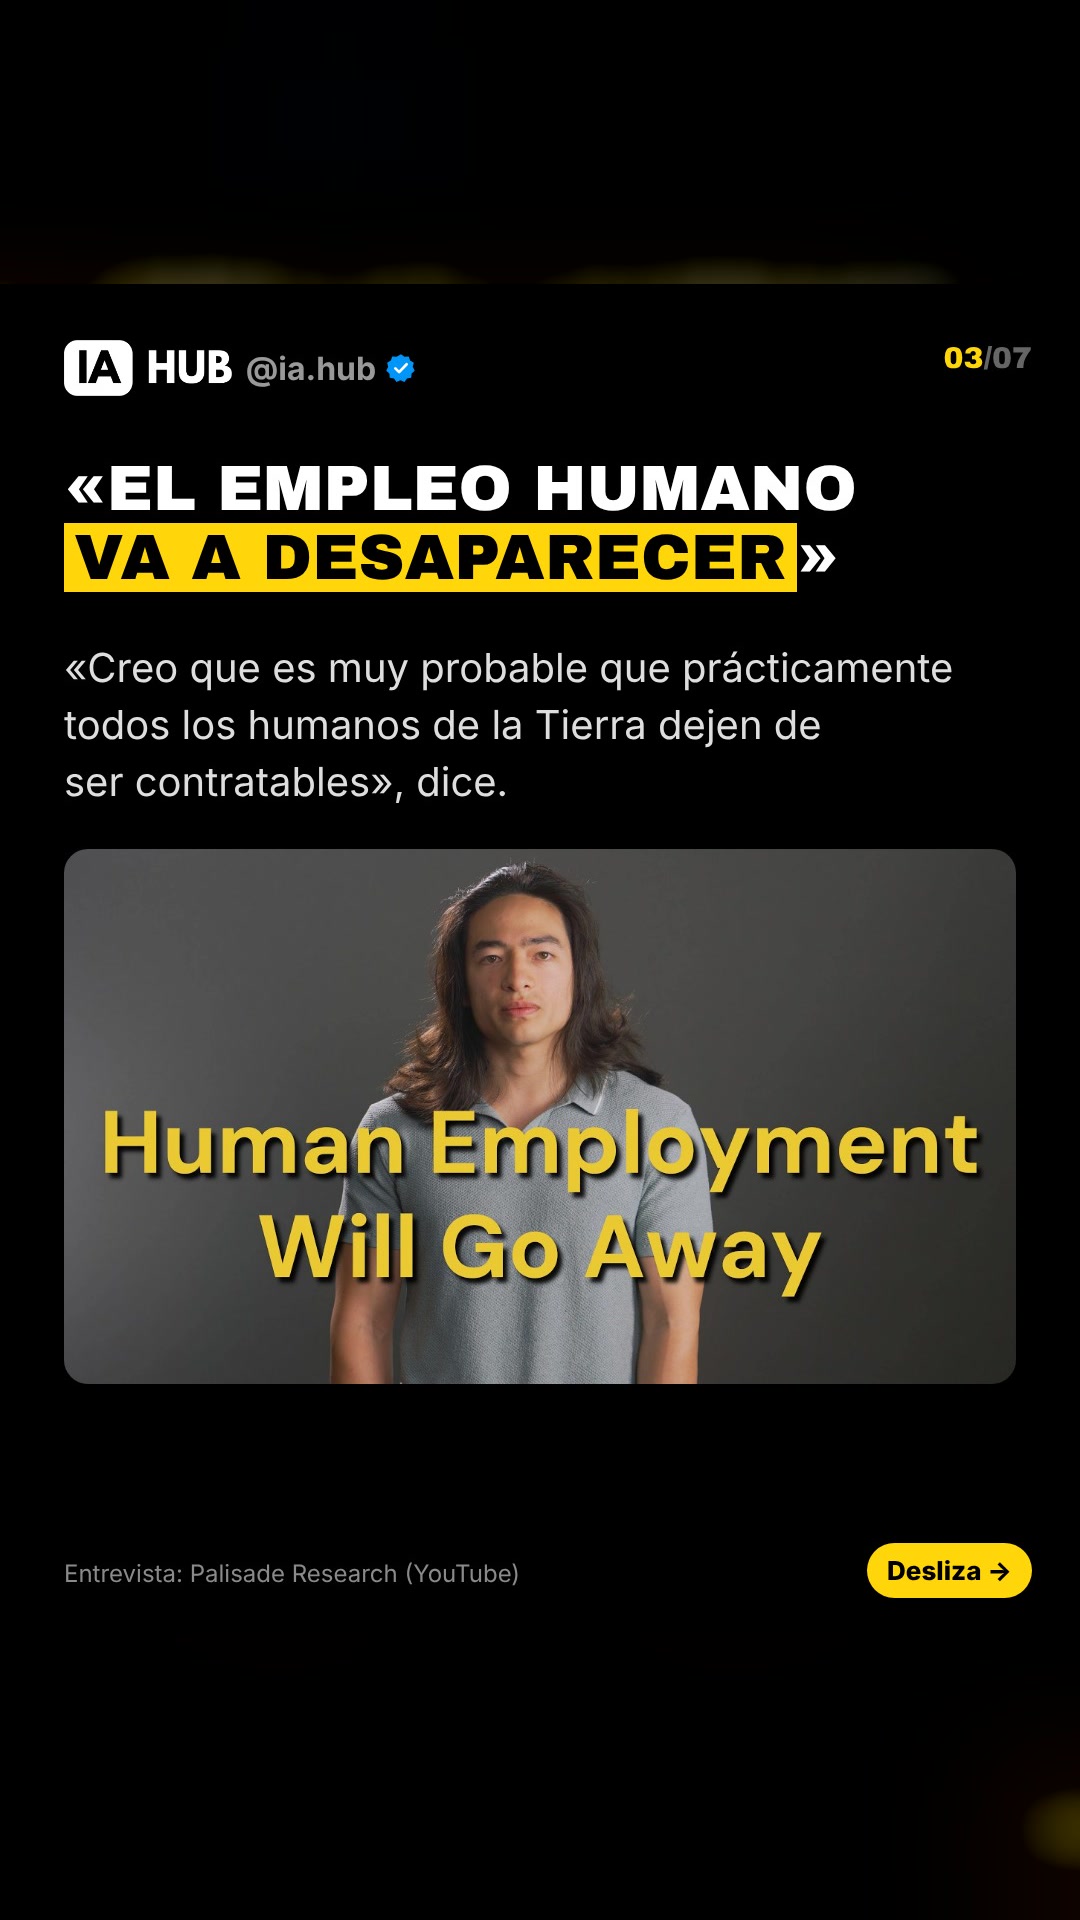 IA HUB @ia.hub
03/07
«EL EMPLEO HUMANO
VA A DESAPARECER»
«Creo que es muy probable que prácticamente
todos los humanos de la Tierra dejen de
ser contratables», dice.
Human Employment
Will Go Away
Entrevista: Palisade Research (YouTube)
Desliza →